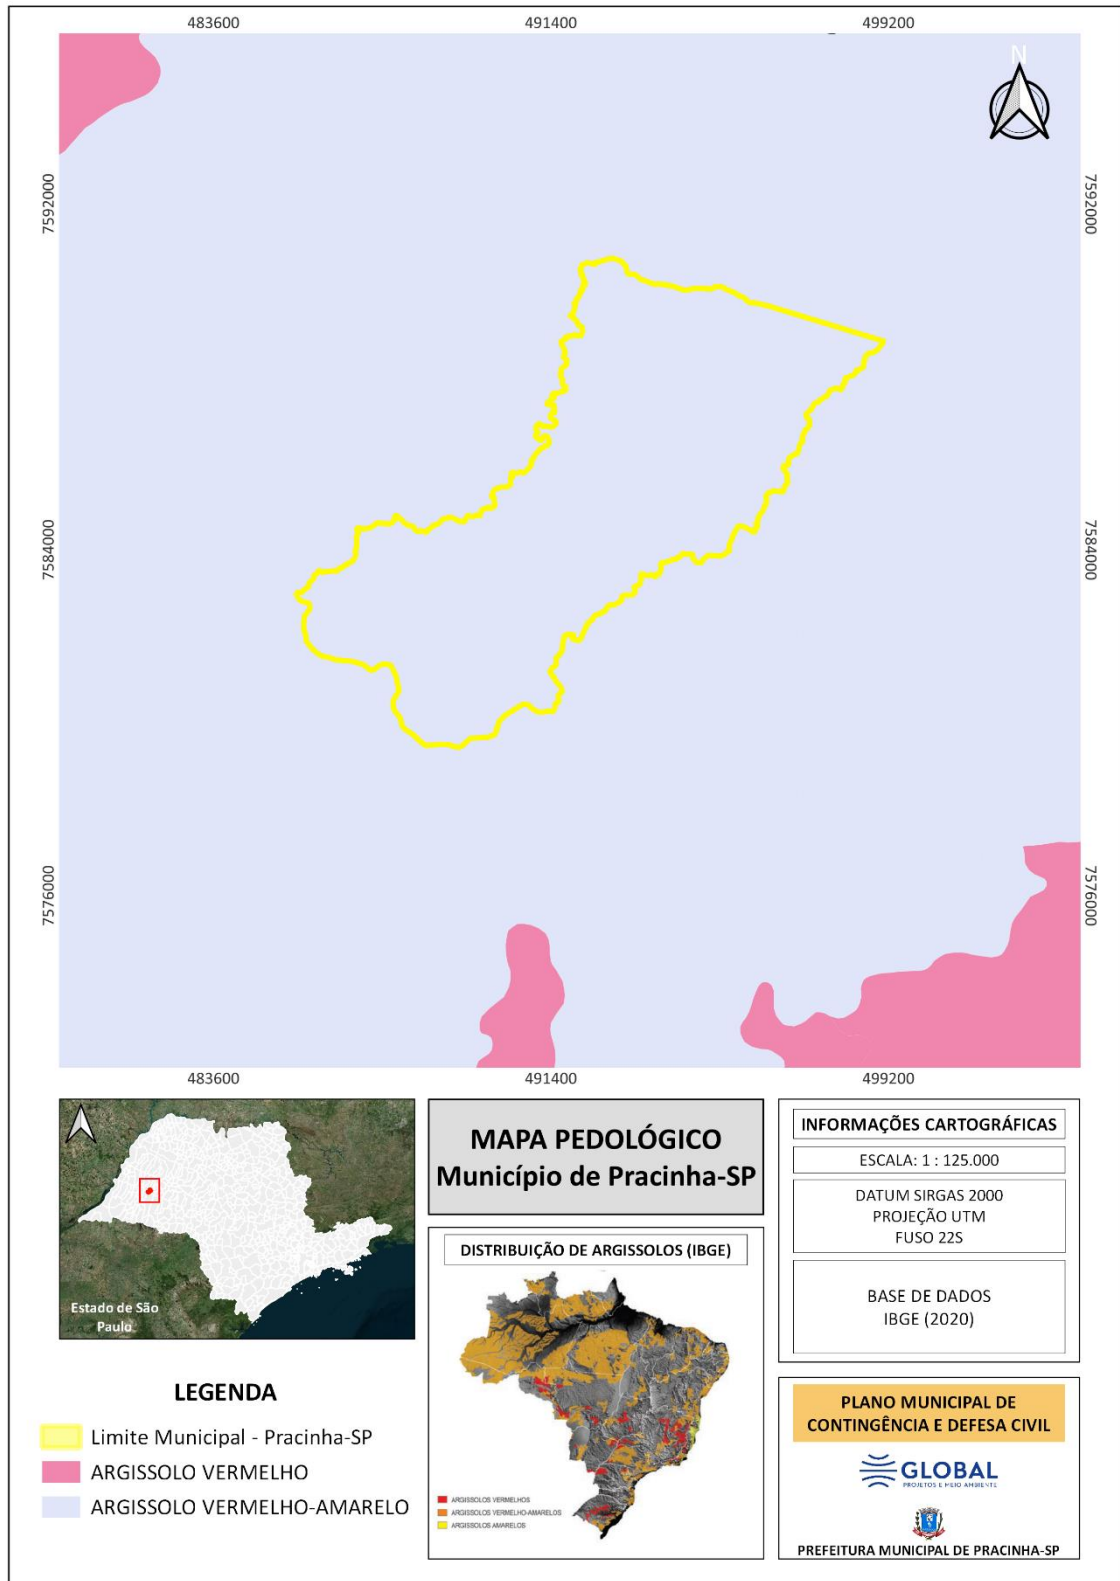 483600
491400
499200
N
7592000
7592000
7584000
7584000
7576000
7576000
483600
491400
499200
Estado de São
Paulo
MAPA PEDOLÓGICO
Município de Pracinha-SP
INFORMAÇÕES CARTOGRÁFICAS
ESCALA: 1 : 125.000
DATUM SIRGAS 2000
PROJEÇÃO UTM
FUSO 22S
BASE DE DADOS
IBGE (2020)
DISTRIBUIÇÃO DE ARGISSOLOS (IBGE)
ARGISSOLOS VERMELHOS
ARGISSOLOS VERMELHO-AMARELOS
ARGISSOLOS AMARELOS
LEGENDA
Limite Municipal - Pracinha-SP
ARGISSOLO VERMELHO
ARGISSOLO VERMELHO-AMARELO
PLANO MUNICIPAL DE
CONTINGÊNCIA E DEFESA CIVIL
GLOBAL
PROJETOS E MEIO AMBIENTE
PREFEITURA MUNICIPAL DE PRACINHA-SP